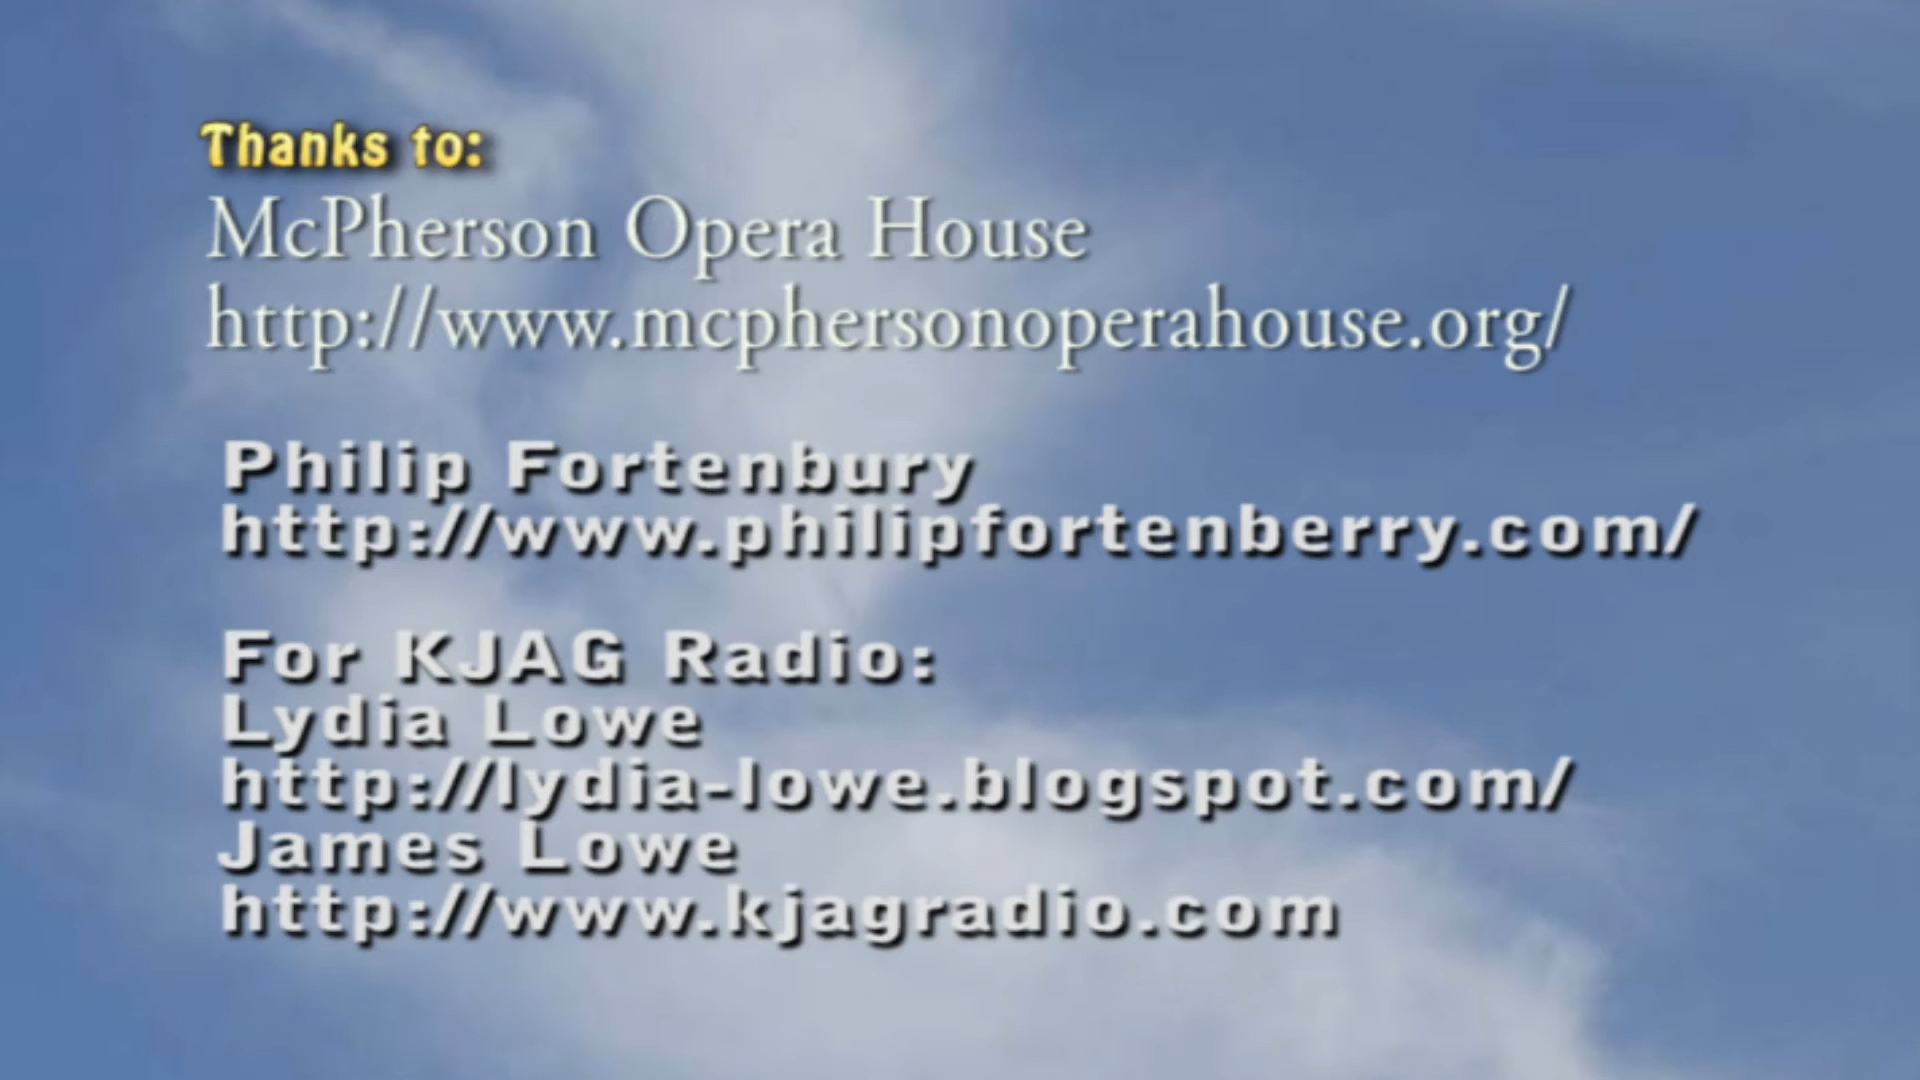 Thanks to:
McPherson Opera House
http://www.mcphersonoperahouse.org/
Philip Fortenbury
http://www.philipfortenberry.com/
For KJAG Radio:
Lydia Lowe
http://lydia-lowe.blogspot.com/
James Lowe
http://www.kjagradio.com